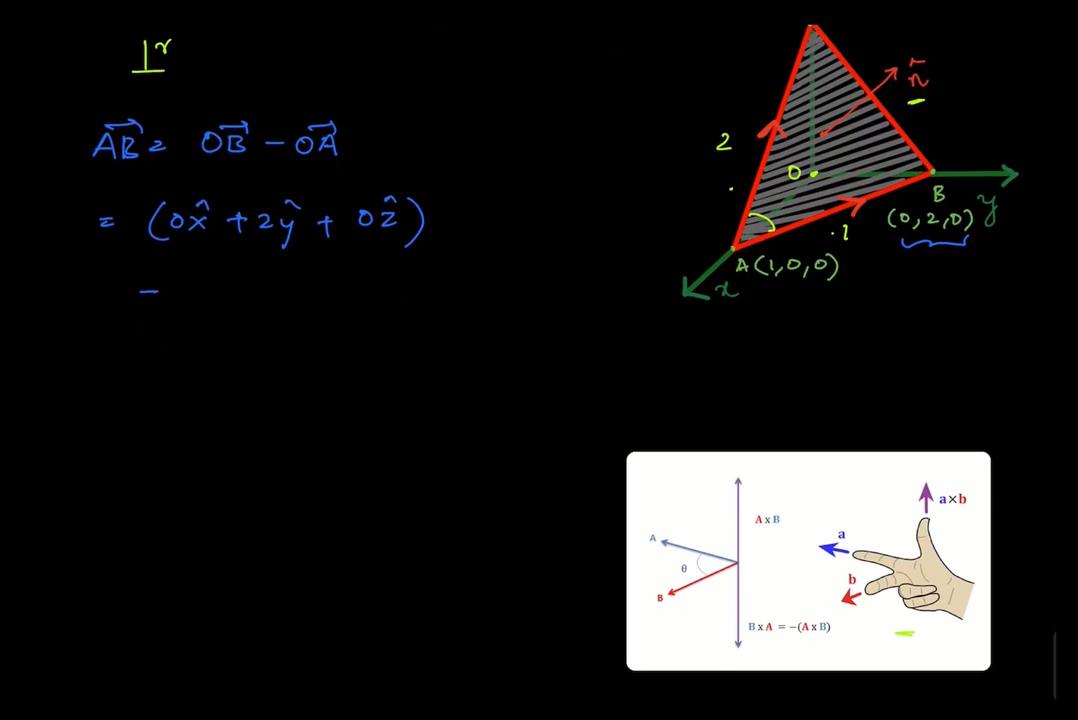 ⊥r
AB = OB − OA
= (0x̂ + 2ŷ + 0ẑ)
−
n̂
2
O
B
(0, 2, 0)
y
1
A(1, 0, 0)
x
A x B
A
θ
B
B x A = −(A x B)
a×b
a
b